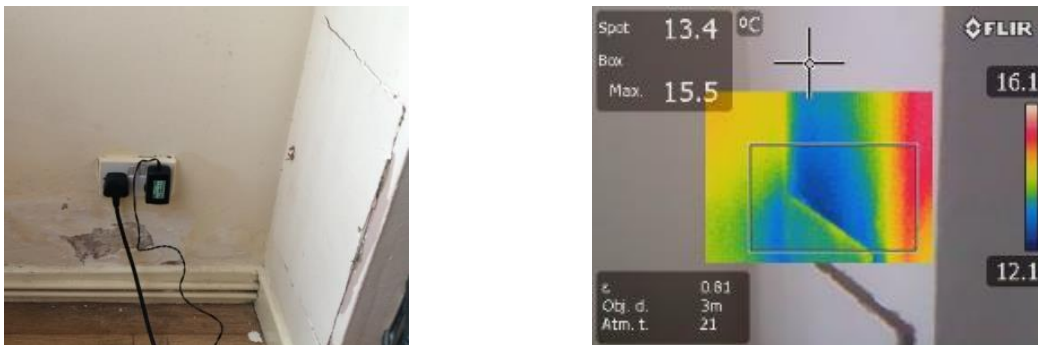 Spot 13.4 °C
Box
Max. 15.5
FLIR
16.1
12.1
ε 0.81
Obj. d. 3m
Atm. t. 21